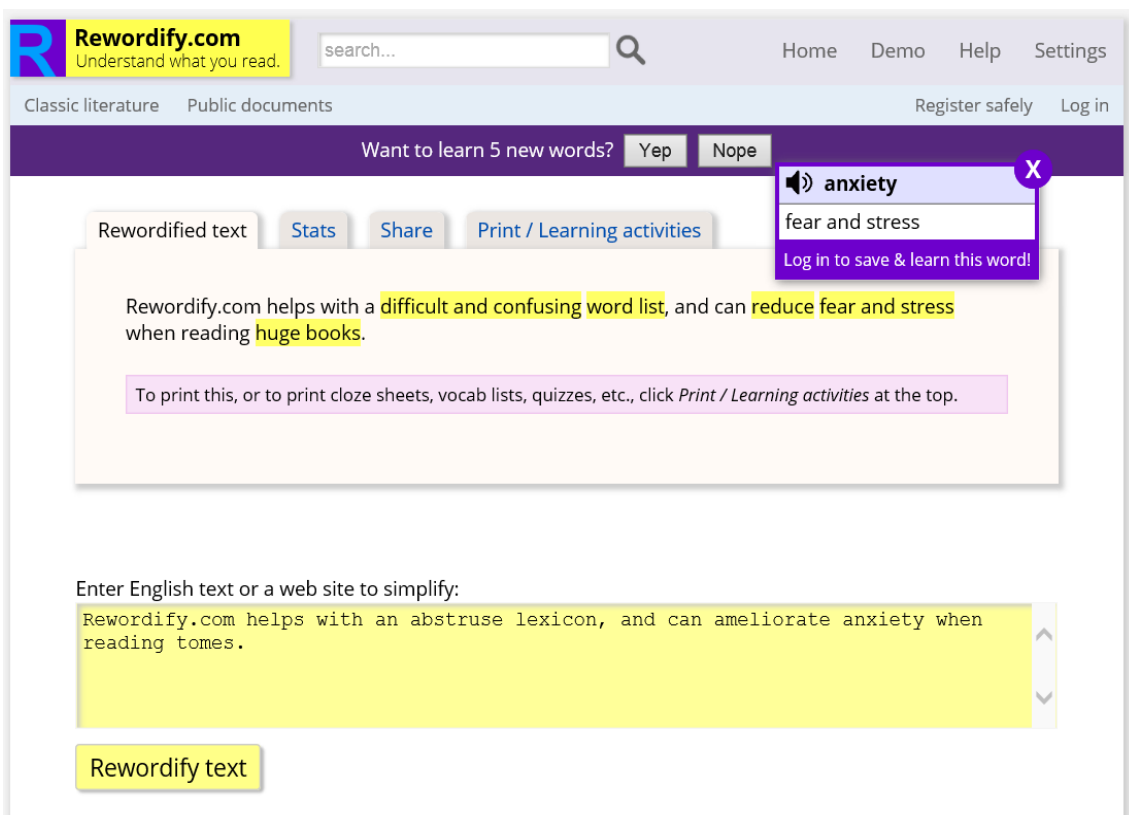 R Rewordify.com
Understand what you read.
search...
Home Demo Help Settings
Classic literature Public documents Register safely Log in
Want to learn 5 new words? Yep Nope
X
anxiety
fear and stress
Log in to save & learn this word!
Rewordified text Stats Share Print / Learning activities
Rewordify.com helps with a difficult and confusing word list, and can reduce fear and stress
when reading huge books.
To print this, or to print cloze sheets, vocab lists, quizzes, etc., click Print / Learning activities at the top.
Enter English text or a web site to simplify:
Rewordify.com helps with an abstruse lexicon, and can ameliorate anxiety when
reading tomes.
Rewordify text